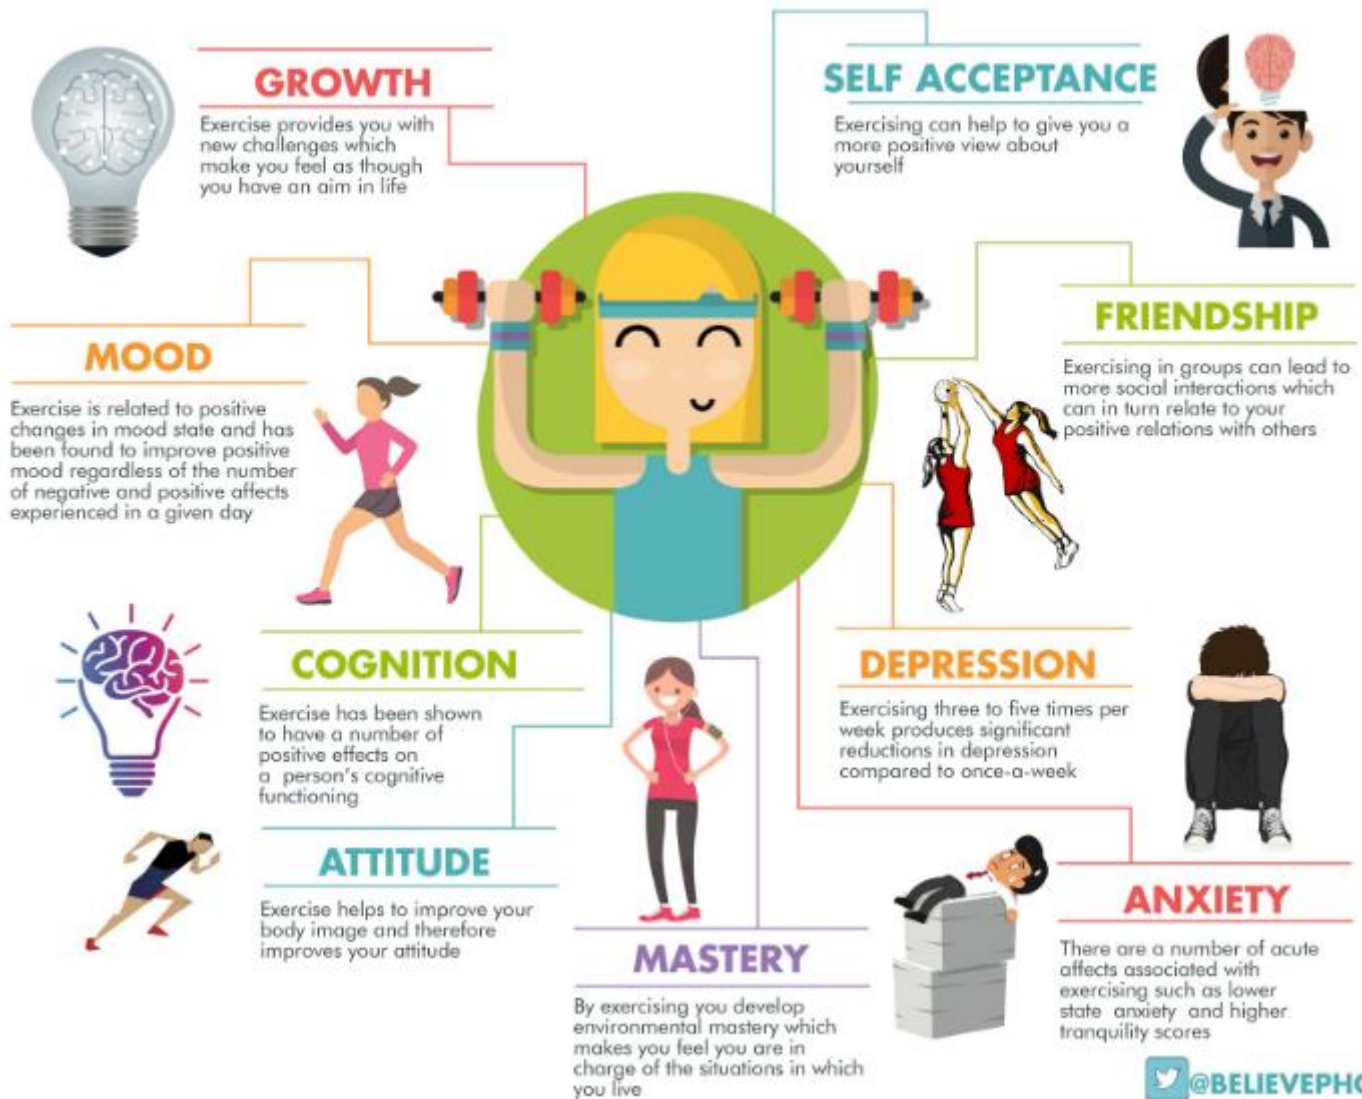 GROWTH
Exercise provides you with
new challenges which
make you feel as though
you have an aim in life
SELF ACCEPTANCE
Exercising can help to give you a
more positive view about
yourself
MOOD
Exercise is related to positive
changes in mood state and has
been found to improve positive
mood regardless of the number
of negative and positive affects
experienced in a given day
FRIENDSHIP
Exercising in groups can lead to
more social interactions which
can in turn relate to your
positive relations with others
COGNITION
Exercise has been shown
to have a number of
positive effects on
a person's cognitive
functioning
DEPRESSION
Exercising three to five times per
week produces significant
reductions in depression
compared to once-a-week
ATTITUDE
Exercise helps to improve your
body image and therefore
improves your attitude
MASTERY
By exercising you develop
environmental mastery which
makes you feel you are in
charge of the situations in which
you live
ANXIETY
There are a number of acute
affects associated with
exercising such as lower
state anxiety and higher
tranquility scores
@BELIEVEPHQ